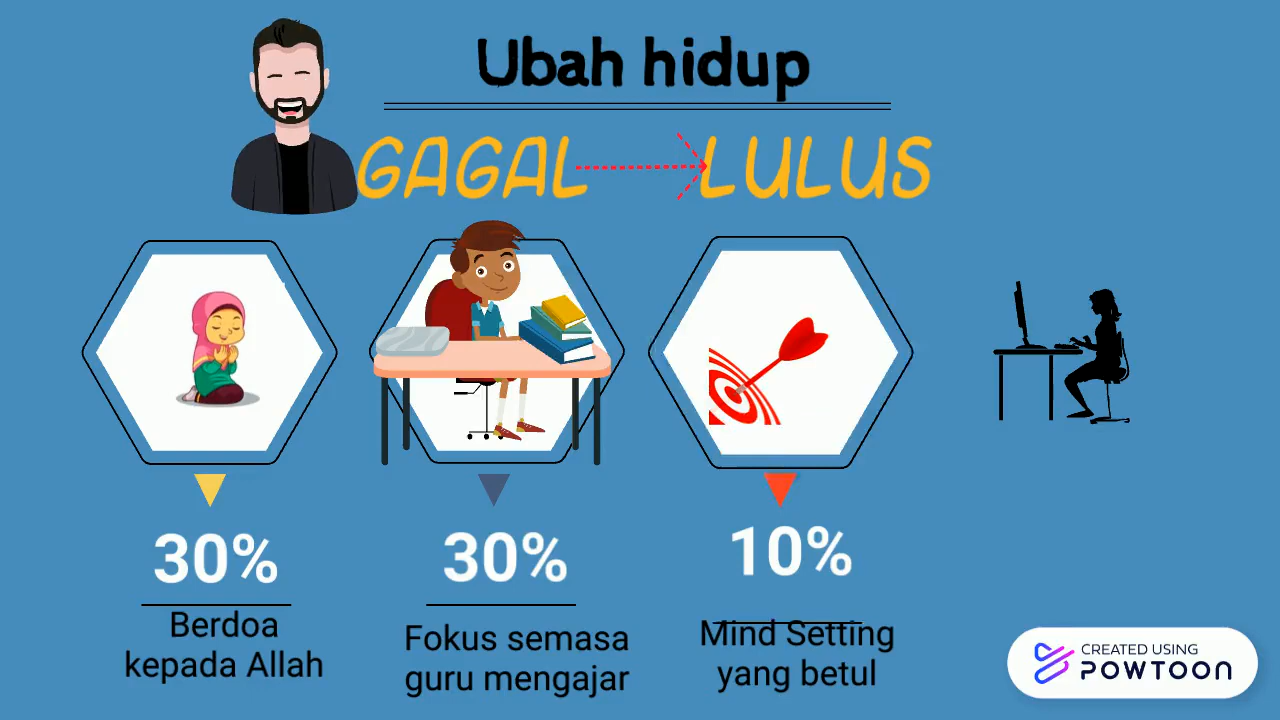 Ubah hidup
GAGAL LULUS
30%
Berdoa
kepada Allah
30%
Fokus semasa
guru mengajar
10%
Mind Setting
yang betul
CREATED USING
POWTOON